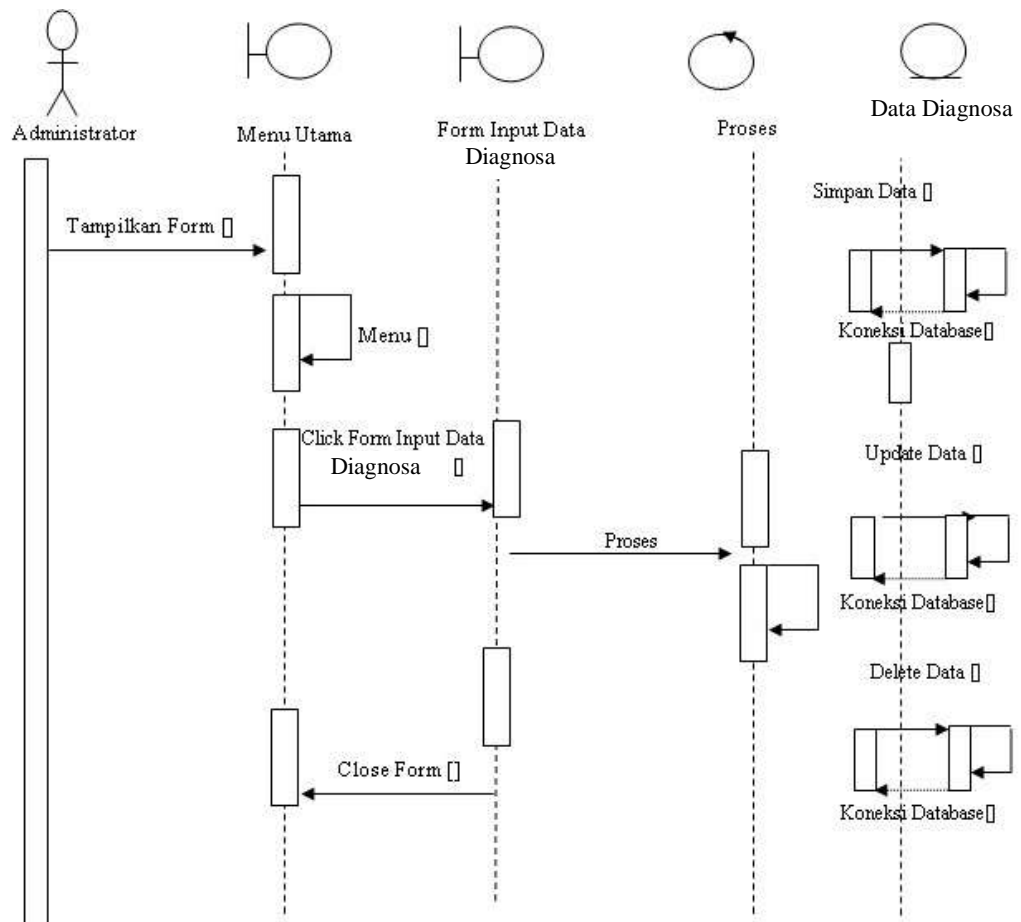 Administrator
Menu Utama
Form Input Data
Diagnosa
Proses
Data Diagnosa
Simpan Data []
Tampilkan Form []
Koneksi Database[]
Menu []
Click Form Input Data
Diagnosa []
Update Data []
Proses
Koneksi Database[]
Delete Data []
Close Form []
Koneksi Database[]